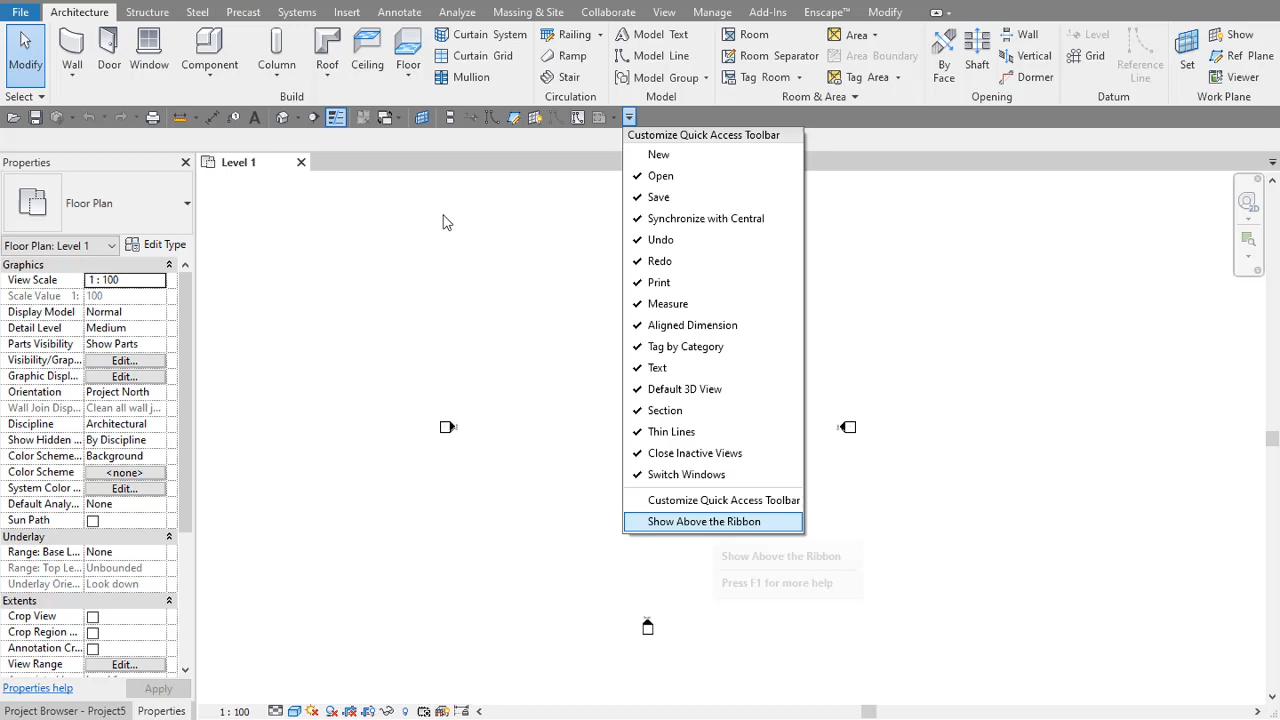 File Architecture Structure Steel Precast Systems Insert Annotate Analyze Massing & Site Collaborate View Manage Add-Ins Enscape™ Modify
Modify Wall Door Window Component Column Roof Ceiling Floor
Curtain System
Curtain Grid
Mullion
Railing
Ramp
Stair
Model Text
Model Line
Model Group
Room
Room Separator
Tag Room
Area
Area Boundary
Tag Area
By
Face
Shaft
Wall
Vertical
Dormer
Level
Grid
Reference
Line
Set
Show
Ref Plane
Viewer
Select Build Circulation Model Room & Area Opening Datum Work Plane
Customize Quick Access Toolbar
New
Open
Save
Synchronize with Central
Undo
Redo
Print
Measure
Aligned Dimension
Tag by Category
Text
Default 3D View
Section
Thin Lines
Close Inactive Views
Switch Windows
Customize Quick Access Toolbar
Show Above the Ribbon
Show Above the Ribbon
Press F1 for more help
Properties
Level 1
Floor Plan
Floor Plan: Level 1 Edit Type
Graphics
View Scale 1 : 100
Scale Value 1: 100
Display Model Normal
Detail Level Medium
Parts Visibility Show Parts
Visibility/Grap... Edit...
Graphic Displ... Edit...
Orientation Project North
Wall Join Disp... Clean all wall j...
Discipline Architectural
Show Hidden ... By Discipline
Color Scheme... Background
Color Scheme <none>
System Color ... Edit...
Default Analy... None
Sun Path
Underlay
Range: Base L... None
Range: Top Le... Unbounded
Underlay Orie... Look down
Extents
Crop View
Crop Region ...
Annotation Cr...
View Range Edit...
Properties help Apply
Project Browser - Project5 Properties
1 : 100
2D